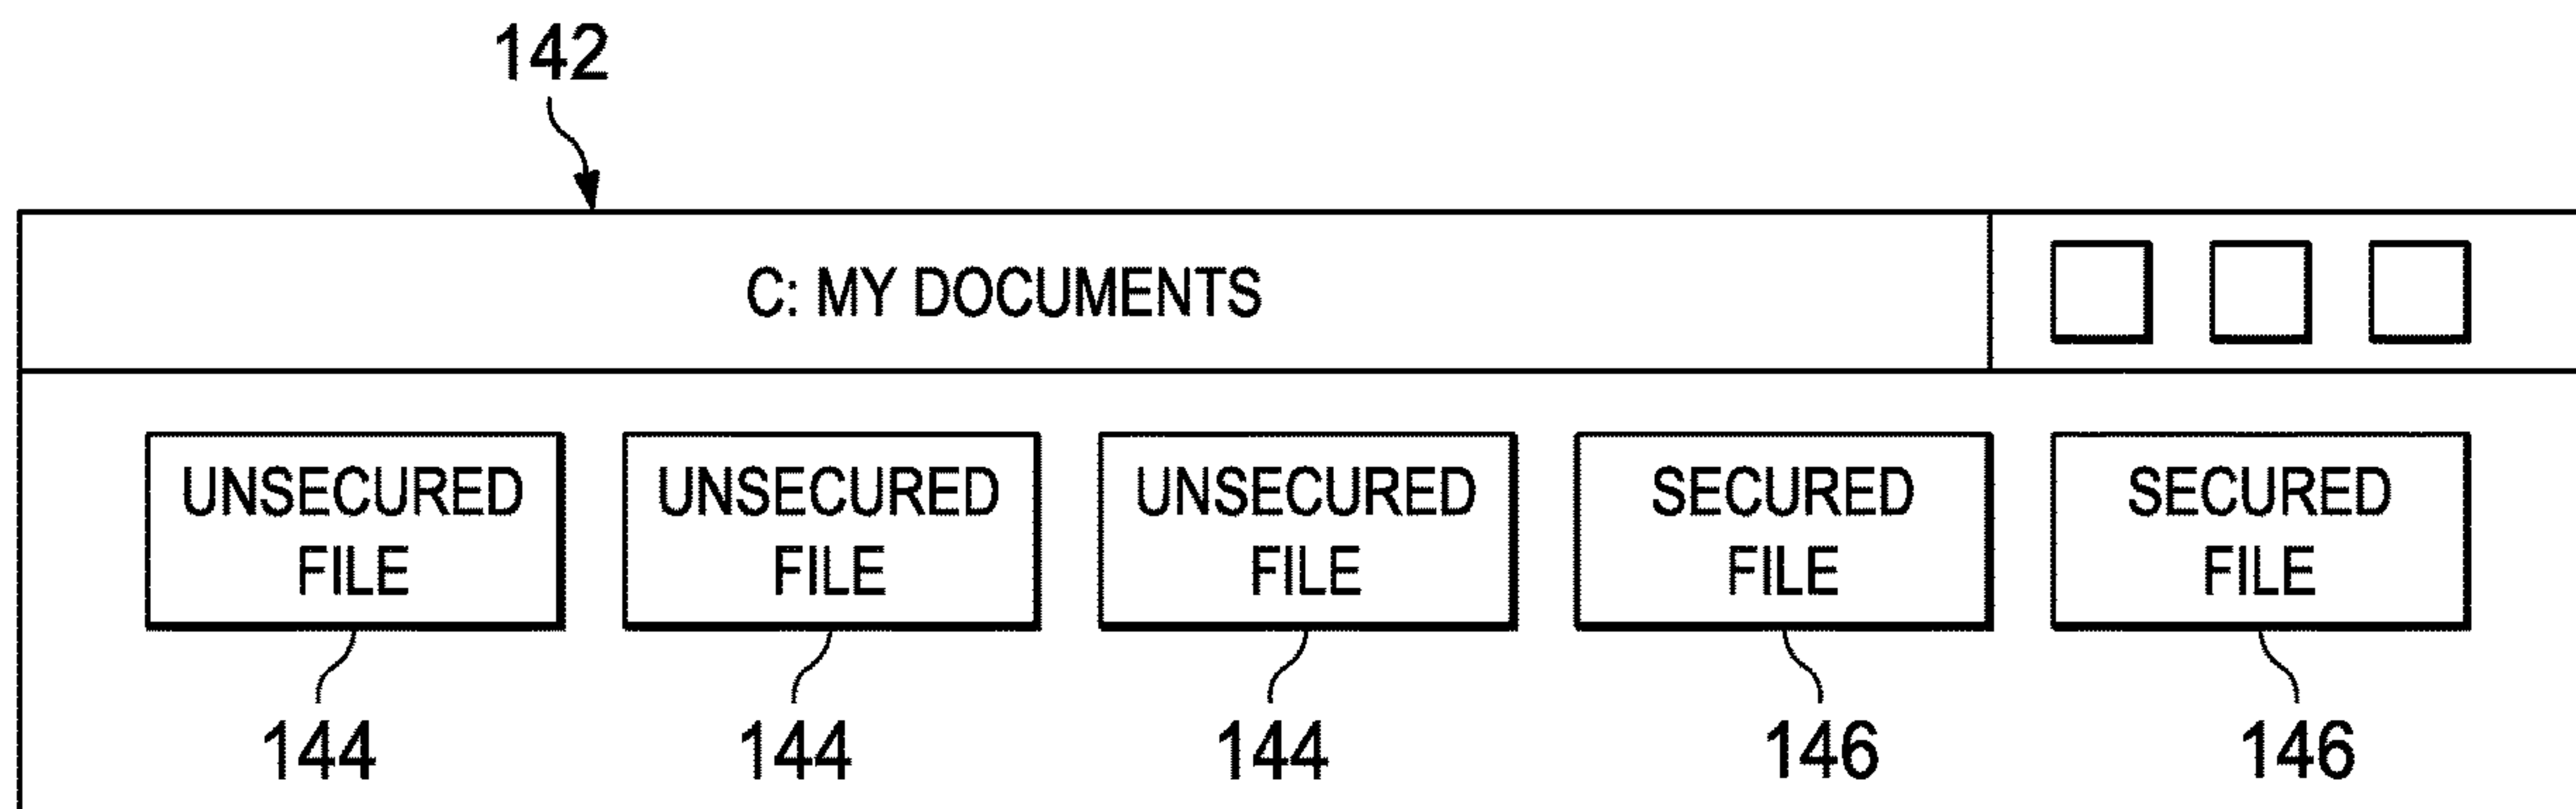 142
C: MY DOCUMENTS
UNSECURED FILE
UNSECURED FILE
UNSECURED FILE
SECURED FILE
SECURED FILE
144
144
144
146
146